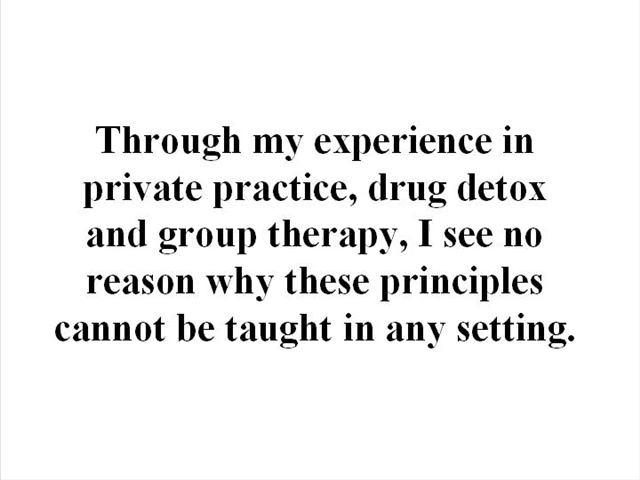 Through my experience in
private practice, drug detox
and group therapy, I see no
reason why these principles
cannot be taught in any setting.